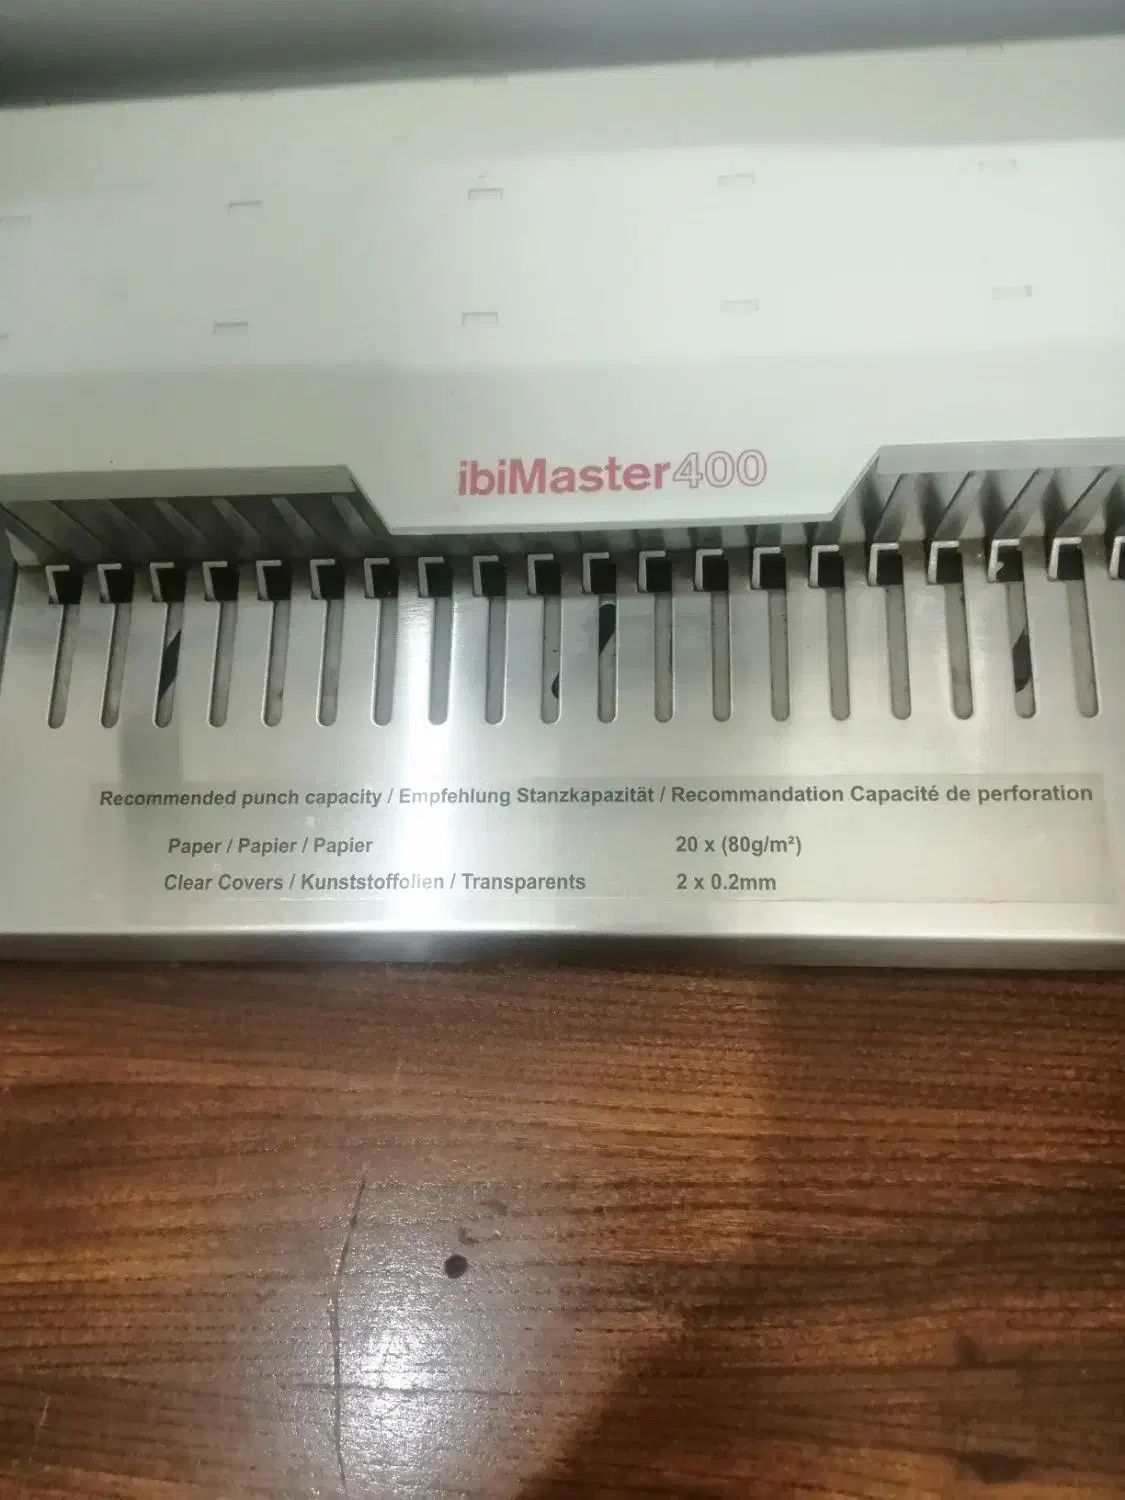 ibiMaster400
Recommended punch capacity / Empfehlung Stanzkapazität / Recommandation Capacité de perforation
Paper / Papier / Papier 20 x (80g/m²)
Clear Covers / Kunststoffolien / Transparents 2 x 0.2mm